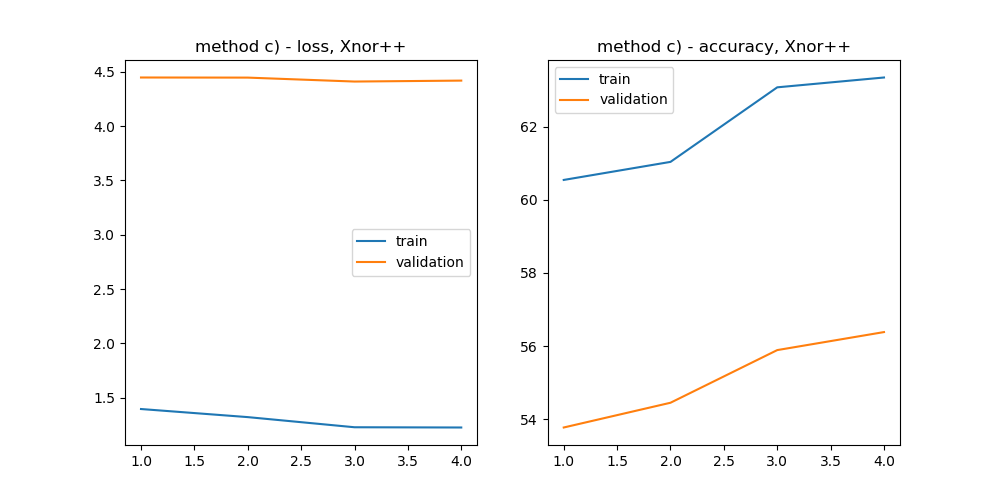 method c) - loss, Xnor++
4.5
4.0
3.5
3.0
2.5
2.0
1.5
1.0 1.5 2.0 2.5 3.0 3.5 4.0
train
validation
method c) - accuracy, Xnor++
train
validation
62
60
58
56
54
1.0 1.5 2.0 2.5 3.0 3.5 4.0